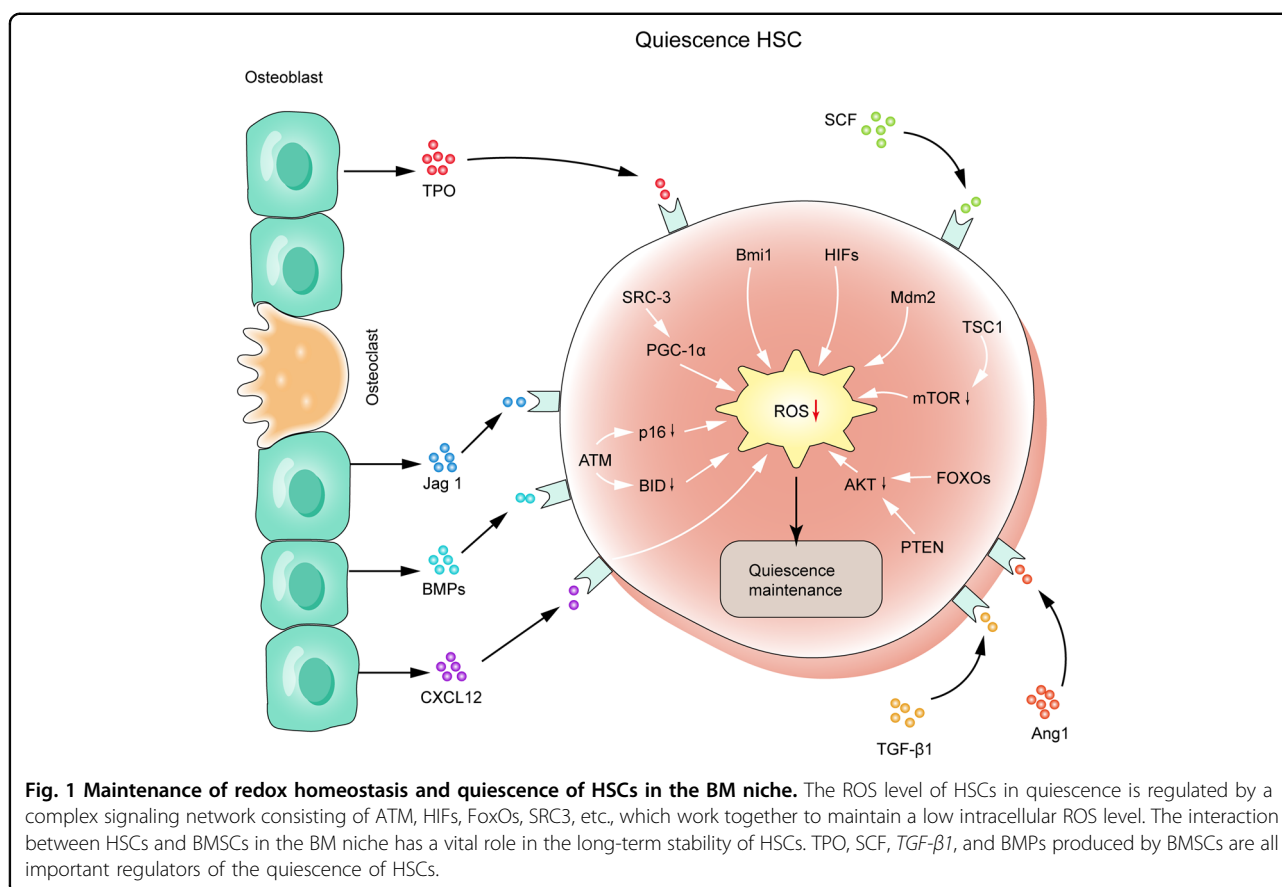 Quiescence HSC
Osteoblast
SCF
TPO
Bmi1
HIFs
SRC-3
Mdm2
TSC1
PGC-1α
Osteoclast
ROS↓
mTOR↓
p16↓
ATM
Jag 1
BID↓
AKT↓
FOXOs
PTEN
Quiescence
maintenance
BMPs
CXCL12
TGF-β1
Ang1
Fig. 1 Maintenance of redox homeostasis and quiescence of HSCs in the BM niche. The ROS level of HSCs in quiescence is regulated by a
complex signaling network consisting of ATM, HIFs, FoxOs, SRC3, etc., which work together to maintain a low intracellular ROS level. The interaction
between HSCs and BMSCs in the BM niche has a vital role in the long-term stability of HSCs. TPO, SCF, TGF-β1, and BMPs produced by BMSCs are all
important regulators of the quiescence of HSCs.